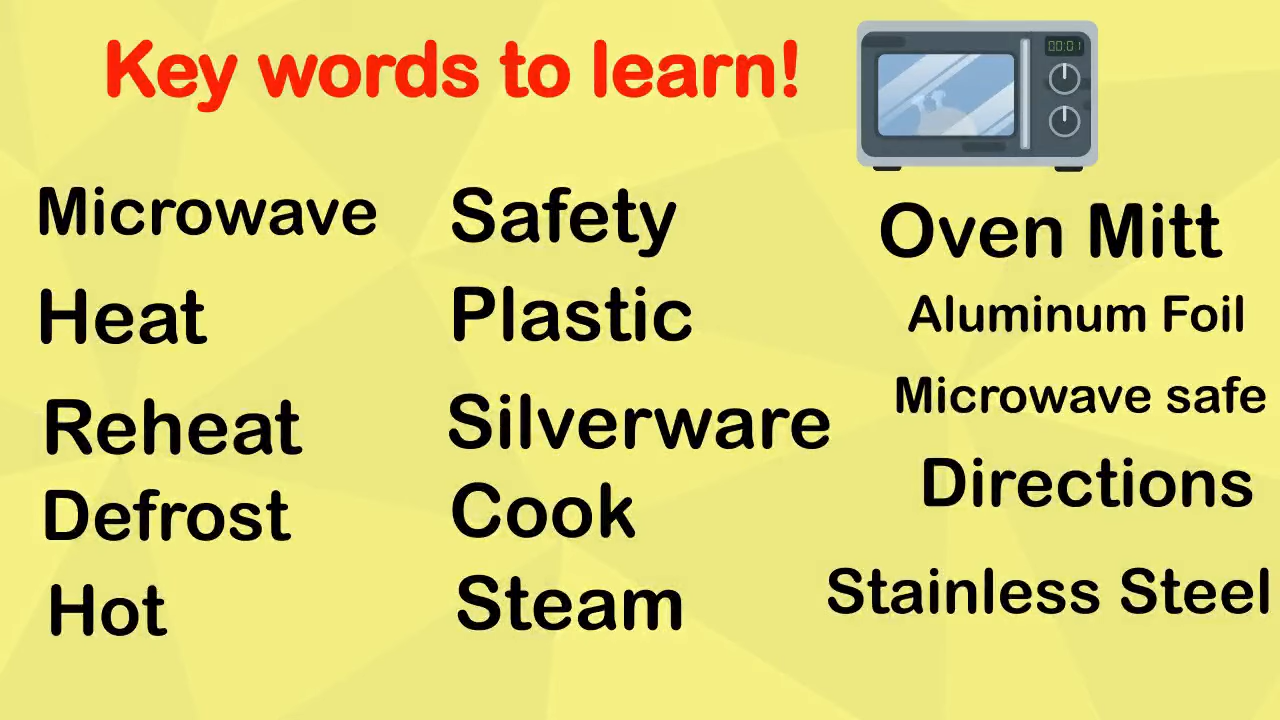 Key words to learn!
00:01
Microwave
Heat
Reheat
Defrost
Hot
Safety
Plastic
Silverware
Cook
Steam
Oven Mitt
Aluminum Foil
Microwave safe
Directions
Stainless Steel